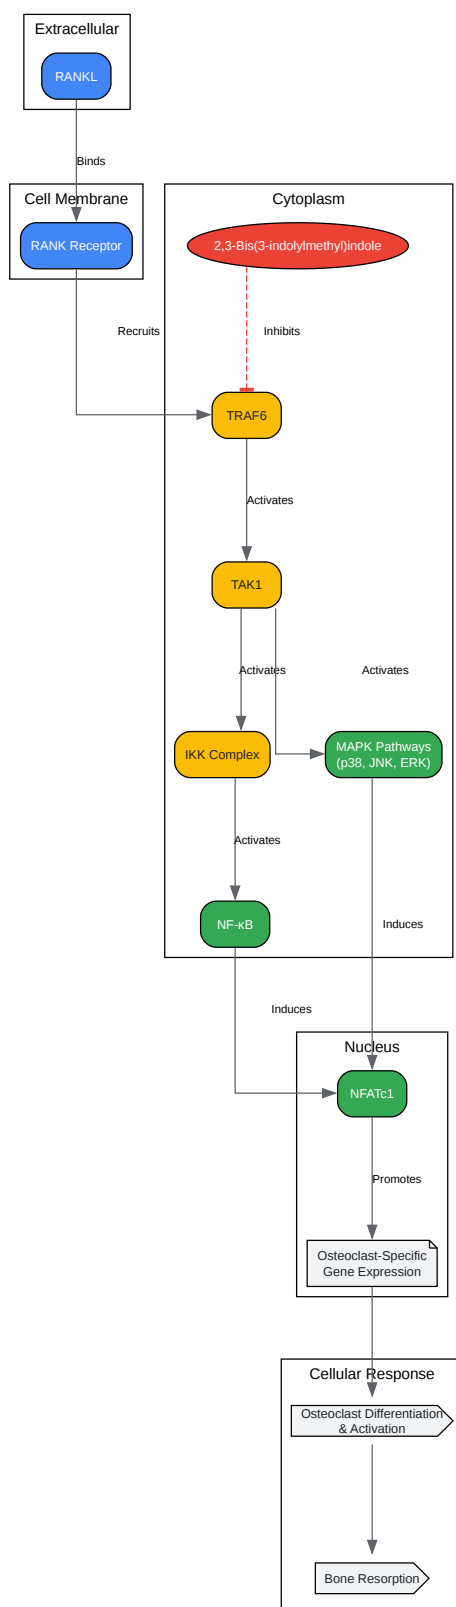 Extracellular
RANKL
Binds
Cell Membrane
RANK Receptor
Cytoplasm
2,3-Bis(3-indolylmethyl)indole
Recruits
Inhibits
TRAF6
Activates
TAK1
Activates
Activates
IKK Complex
MAPK Pathways
(p38, JNK, ERK)
Activates
NF-κB
Induces
Induces
Nucleus
NFATc1
Promotes
Osteoclast-Specific
Gene Expression
Cellular Response
Osteoclast Differentiation
& Activation
Bone Resorption